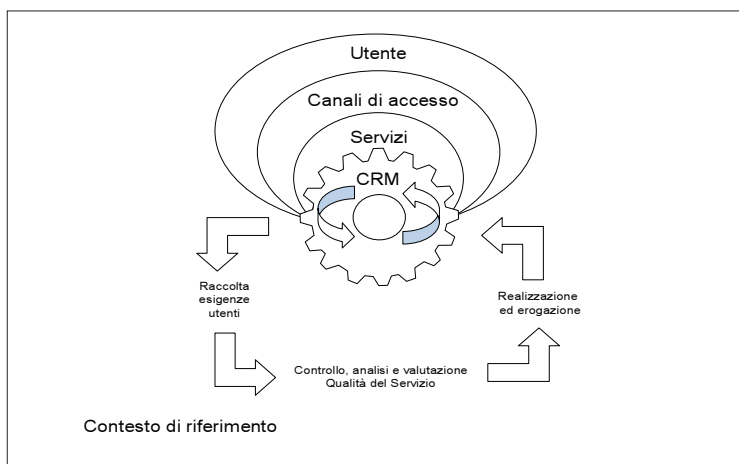 Utente
Canali di accesso
Servizi
CRM
Raccolta
esigenze
utenti
Realizzazione
ed erogazione
Controllo, analisi e valutazione
Qualità del Servizio
Contesto di riferimento